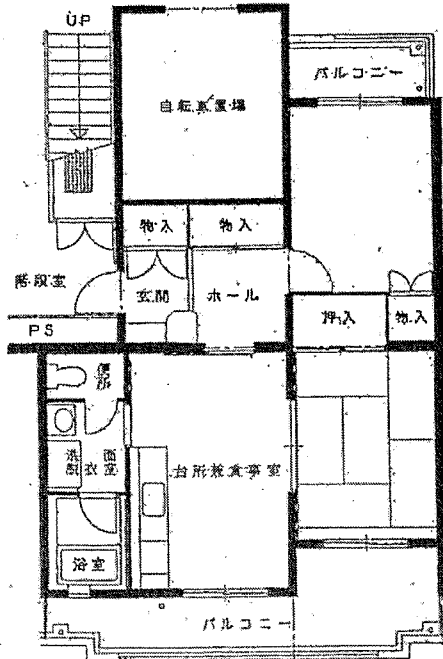 UP
バルコニー
自転車置場
物入
物入
階段室
玄関
ホール
押入
物入
PS
便所
洗面
脱衣室
台所兼食事室
浴室
バルコニー